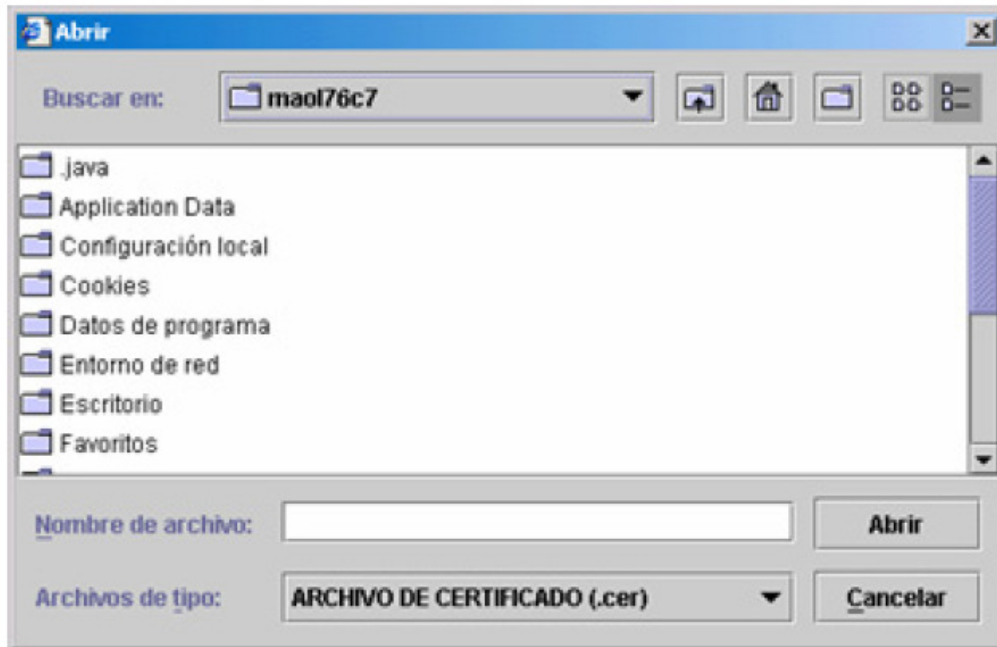 Abrir
Buscar en: maol76c7
.java
Application Data
Configuración local
Cookies
Datos de programa
Entorno de red
Escritorio
Favoritos
Nombre de archivo: Abrir
Archivos de tipo: ARCHIVO DE CERTIFICADO (.cer) Cancelar